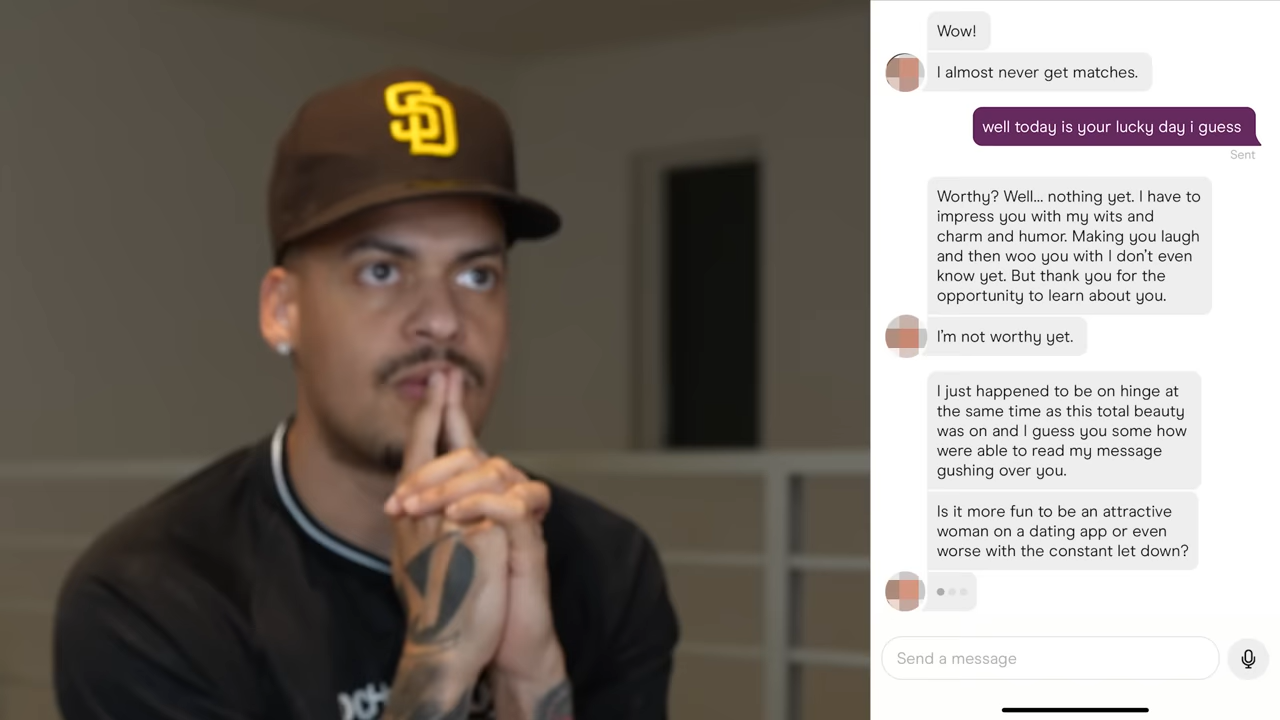 SD
Wow!
I almost never get matches.
well today is your lucky day i guess
Sent
Worthy? Well... nothing yet. I have to
impress you with my wits and
charm and humor. Making you laugh
and then woo you with I don't even
know yet. But thank you for the
opportunity to learn about you.
I'm not worthy yet.
I just happened to be on hinge at
the same time as this total beauty
was on and I guess you some how
were able to read my message
gushing over you.
Is it more fun to be an attractive
woman on a dating app or even
worse with the constant let down?
Send a message